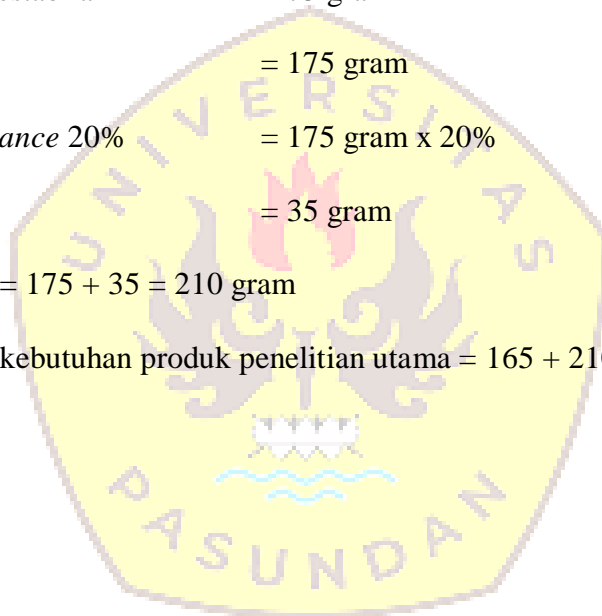 = 175 gram
ance 20% = 175 gram x 20%
= 35 gram
= 175 + 35 = 210 gram
kebutuhan produk penelitian utama = 165 + 21
UNIVERSITAS
PASUNDAN